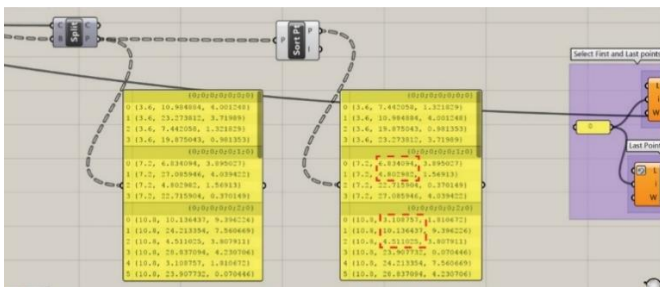 C
B
Split
C
P
P
Sort Pt
P
I
Select First and Last points
{0;0;0;0;0;0}
0 {3.6, 10.984884, 4.001248}
1 {3.6, 23.273812, 3.71989}
2 {3.6, 7.442058, 1.321829}
3 {3.6, 19.875043, 0.981353}
{0;0;0;0;1;0}
0 {7.2, 6.834094, 3.895027}
1 {7.2, 27.085946, 4.039422}
2 {7.2, 4.802982, 1.56913}
3 {7.2, 22.715904, 0.370149}
{0;0;0;0;2;0}
0 {10.8, 10.136437, 9.394226}
1 {10.8, 24.213354, 7.560669}
2 {10.8, 4.511025, 3.807811}
3 {10.8, 28.837094, 4.230706}
4 {10.8, 3.108757, 1.810672}
5 {10.8, 23.907732, 0.070446}
{0;0;0;0;0;0}
0 {3.6, 7.442058, 1.321829}
1 {3.6, 10.984884, 4.001248}
2 {3.6, 19.875043, 0.981353}
3 {3.6, 23.273812, 3.71989}
{0;0;0;0;1;0}
0 {7.2, 6.834094, 3.895027}
1 {7.2, 4.802982, 1.56913}
2 {7.2, 22.715904, 0.370149}
3 {7.2, 27.085946, 4.039422}
{0;0;0;0;2;0}
0 {10.8, 3.108757, 1.810672}
1 {10.8, 10.136437, 9.394226}
2 {10.8, 4.511025, 3.807811}
3 {10.8, 23.907732, 0.070446}
4 {10.8, 24.213354, 7.560669}
5 {10.8, 28.837094, 4.230706}
0
L
i
W
Last Point
L
i
W